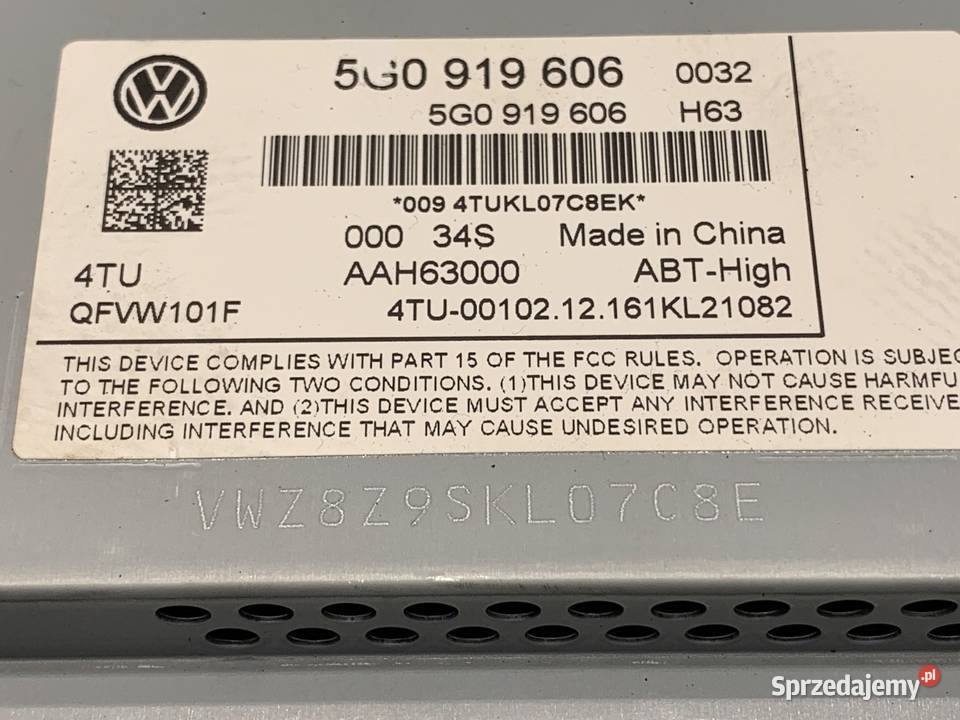 5G0 919 606 0032
5G0 919 606 H63
*009 4TUKL07C8EK*
000 34S Made in China
4TU AAH63000 ABT-High
QFVW101F 4TU-00102.12.161KL21082
THIS DEVICE COMPLIES WITH PART 15 OF THE FCC RULES. OPERATION IS SUBJEC
TO THE FOLLOWING TWO CONDITIONS. (1)THIS DEVICE MAY NOT CAUSE HARMFU
INTERFERENCE. AND (2)THIS DEVICE MUST ACCEPT ANY INTERFERENCE RECEIVE
INCLUDING INTERFERENCE THAT MAY CAUSE UNDESIRED OPERATION.
VWZ8Z9SKL07C8E
Sprzedajemy.pl